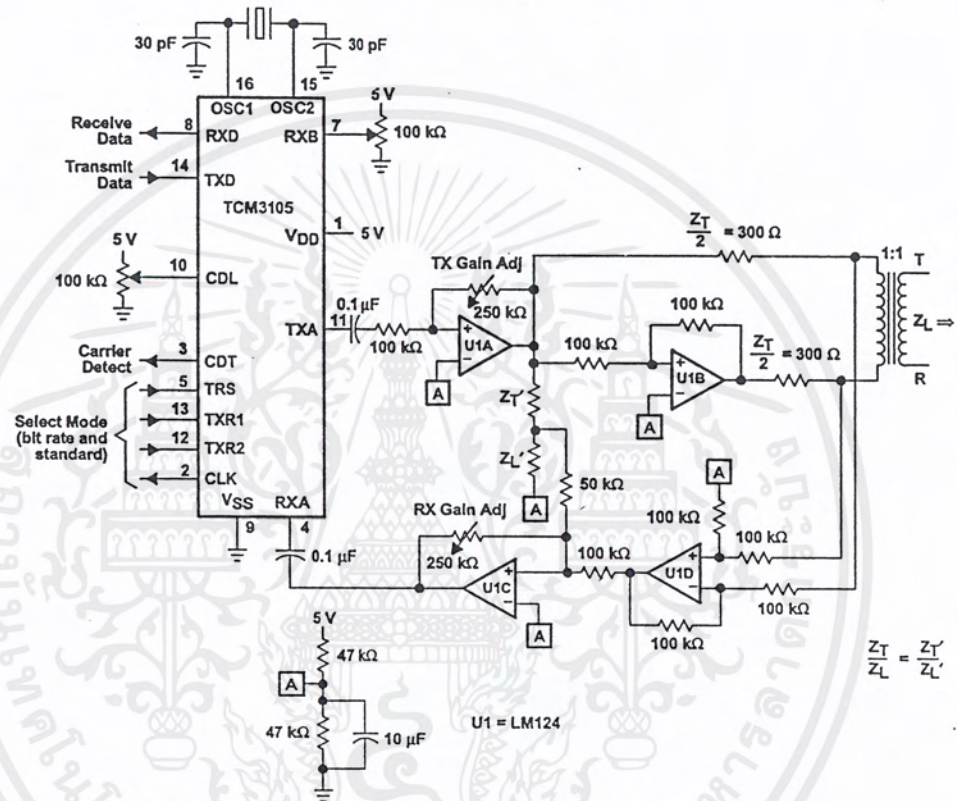 30 pF
30 pF
16
15
OSC1
OSC2
5 V
Receive
Data
8
RXD
RXB
7
100 kΩ
Transmit
Data
14
TXD
TCM3105
VDD
1
5 V
5 V
100 kΩ
10
CDL
TXA
11
0.1 μF
100 kΩ
TX Gain Adj
250 kΩ
+
−
U1A
A
ZT/2 = 300 Ω
1:1
T
ZL ⇒
R
100 kΩ
100 kΩ
+
−
U1B
A
ZT/2 = 300 Ω
Carrier
Detect
3
CDT
5
TRS
Select Mode
(bit rate and
standard)
13
TXR1
12
TXR2
2
CLK
VSS
RXA
9
4
ZT'
ZL'
A
50 kΩ
0.1 μF
RX Gain Adj
250 kΩ
+
−
U1C
A
100 kΩ
A
100 kΩ
+
−
U1D
100 kΩ
100 kΩ
100 kΩ
5 V
47 kΩ
A
47 kΩ
10 μF
U1 = LM124
ZT/ZL = ZT'/ZL'